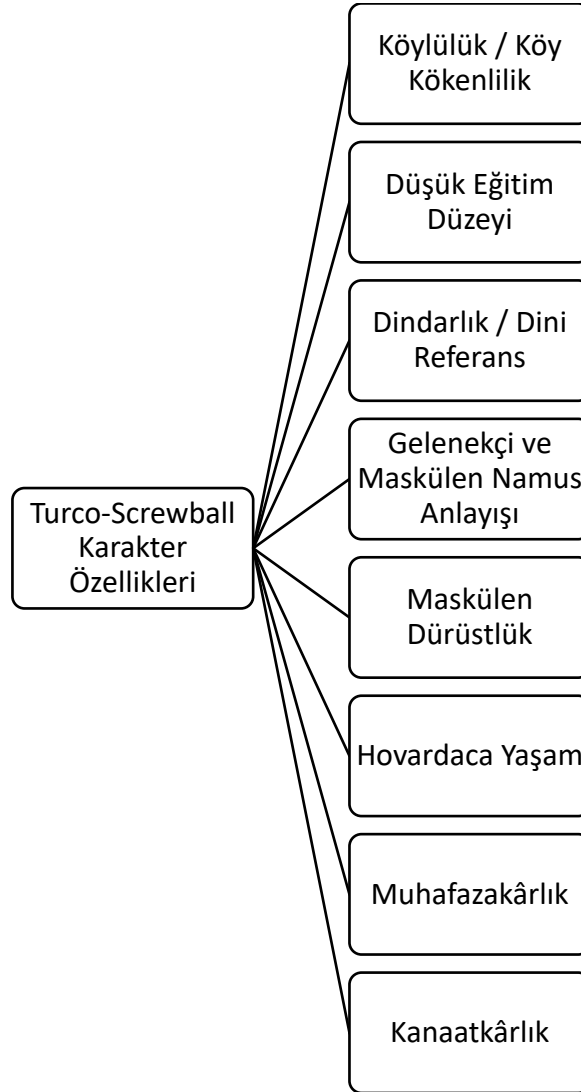 Turco-Screwball
Karakter
Özellikleri
Köylülük / Köy
Kökenlilik
Düşük Eğitim
Düzeyi
Dindarlık / Dini
Referans
Gelenekçi ve
Maskülen Namus
Anlayışı
Maskülen
Dürüstlük
Hovardaca Yaşam
Muhafazakârlık
Kanaatkârlık